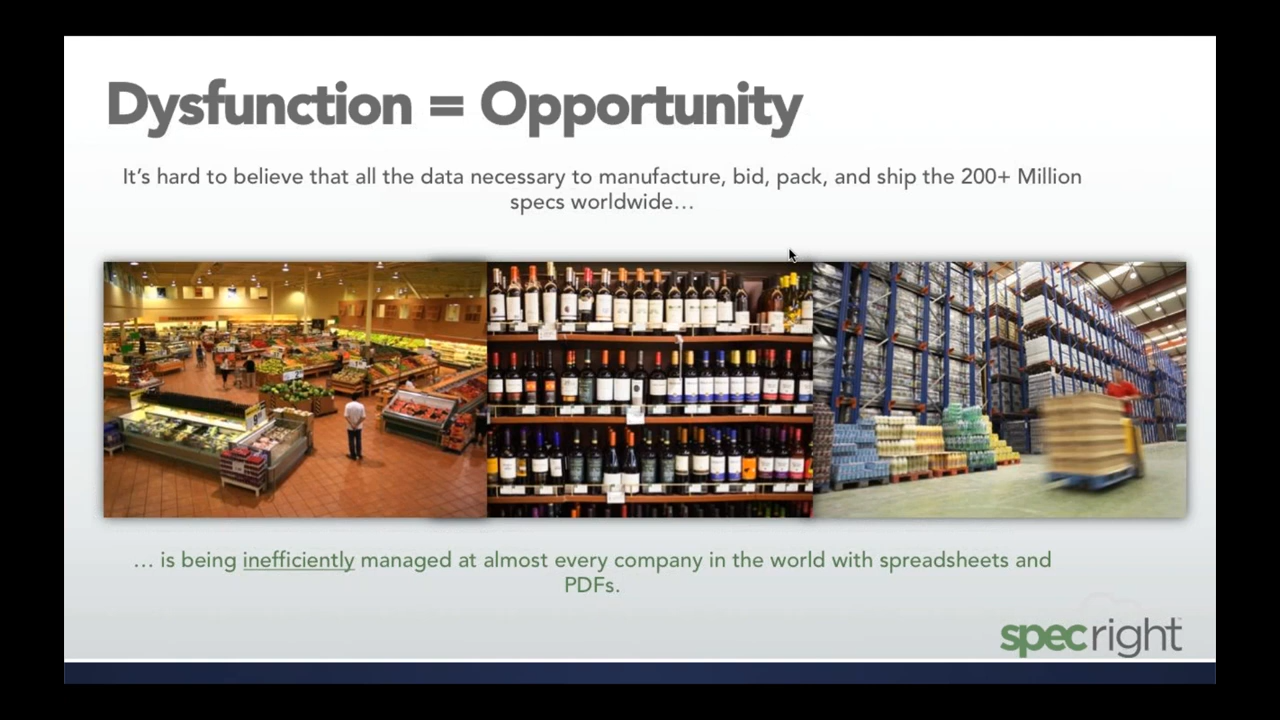 Dysfunction = Opportunity
It’s hard to believe that all the data necessary to manufacture, bid, pack, and ship the 200+ Million
specs worldwide…
… is being inefficiently managed at almost every company in the world with spreadsheets and
PDFs.
specright